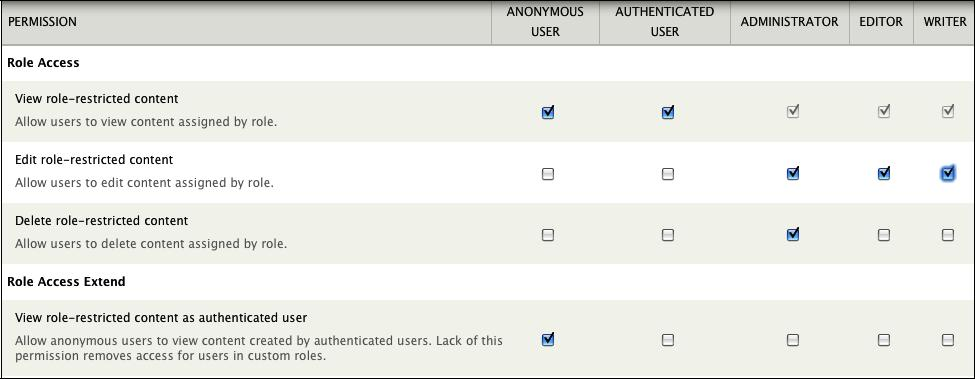 PERMISSION ANONYMOUS USER AUTHENTICATED USER ADMINISTRATOR EDITOR WRITER
Role Access
View role-restricted content
Allow users to view content assigned by role.
Edit role-restricted content
Allow users to edit content assigned by role.
Delete role-restricted content
Allow users to delete content assigned by role.
Role Access Extend
View role-restricted content as authenticated user
Allow anonymous users to view content created by authenticated users. Lack of this
permission removes access for users in custom roles.